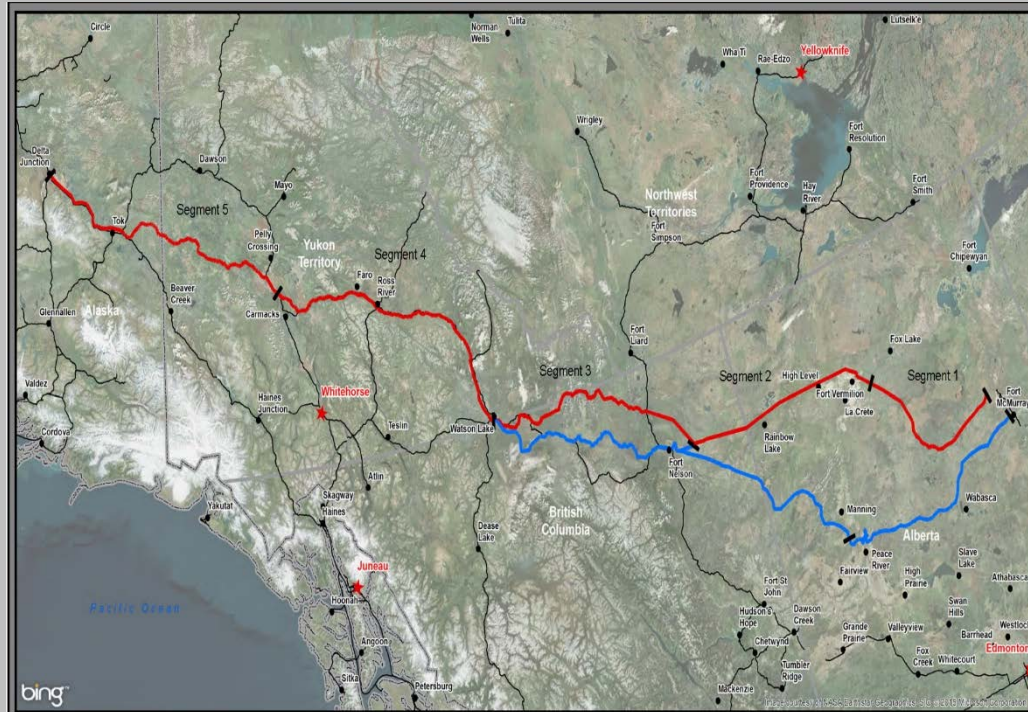 Circle
Norman
Wells
Tulita
Lutselk'e
Wha Ti
Rae-Edzo
Yellowknife
Wrigley
Fort
Resolution
Delta
Junction
Dawson
Mayo
Segment 5
Northwest
Territories
Fort
Providence
Hay
River
Fort
Smith
Tok
Pelly
Crossing
Yukon
Territory
Segment 4
Fort
Simpson
Faro
Ross
River
Fort
Chipewyan
Beaver
Creek
Glennallen
Alaska
Carmacks
Fort
Liard
Fox Lake
Segment 3
Segment 2
High Level
Segment 1
Fort Vermilion
La Crete
Fort
McMurray
Valdez
Whitehorse
Haines
Junction
Teslin
Watson Lake
Rainbow
Lake
Cordova
Fort
Nelson
Atlin
Skagway
Haines
Yakutat
British
Columbia
Manning
Wabasca
Alberta
Dease
Lake
Peace
River
Slave
Lake
Fairview
High
Prairie
Athabasca
Juneau
Fort St
John
Pacific Ocean
Hoonah
Hudson's
Hope
Dawson
Creek
Swan
Hills
Westlock
Barrhead
Angoon
Chetwynd
Grande
Prairie
Valleyview
Edmonton
Fox
Creek
Whitecourt
Tumbler
Ridge
Sitka
Petersburg
Mackenzie
bing